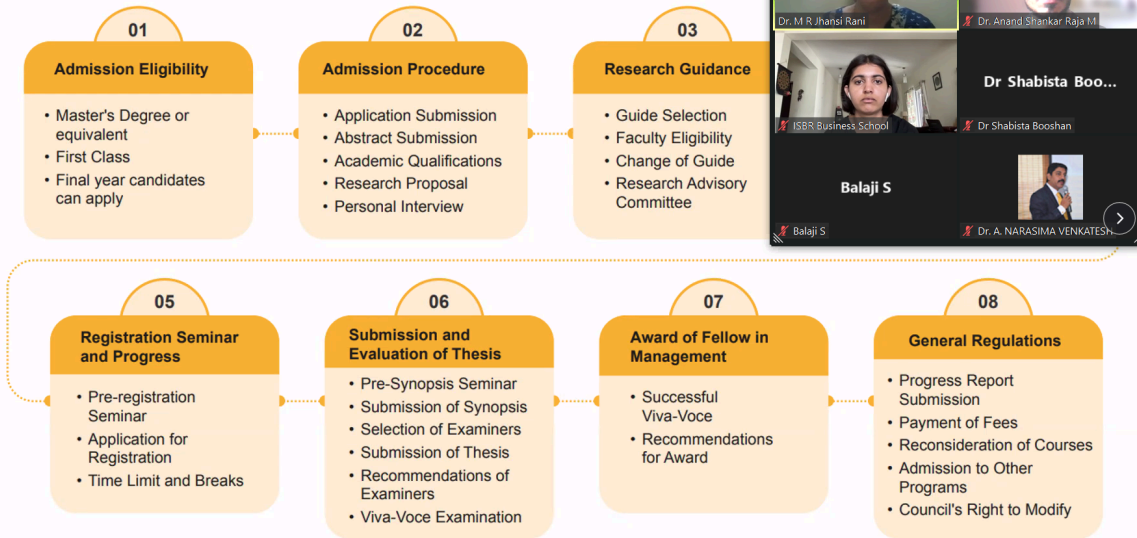 01
Admission Eligibility
• Master's Degree or
equivalent
• First Class
• Final year candidates
can apply
02
Admission Procedure
• Application Submission
• Abstract Submission
• Academic Qualifications
• Research Proposal
• Personal Interview
03
Research Guidance
• Guide Selection
• Faculty Eligibility
• Change of Guide
• Research Advisory
Committee
Dr. M R Jhansi Rani
Dr. Anand Shankar Raja M
ISBR Business School
Dr Shabista Boo...
Dr Shabista Booshan
Balaji S
Balaji S
Dr. A. NARASIMA VENKATESH
05
Registration Seminar
and Progress
• Pre-registration
Seminar
• Application for
Registration
• Time Limit and Breaks
06
Submission and
Evaluation of Thesis
• Pre-Synopsis Seminar
• Submission of Synopsis
• Selection of Examiners
• Submission of Thesis
• Recommendations of
Examiners
• Viva-Voce Examination
07
Award of Fellow in
Management
• Successful
Viva-Voce
• Recommendations
for Award
08
General Regulations
• Progress Report
Submission
• Payment of Fees
• Reconsideration of Courses
• Admission to Other
Programs
• Council's Right to Modify